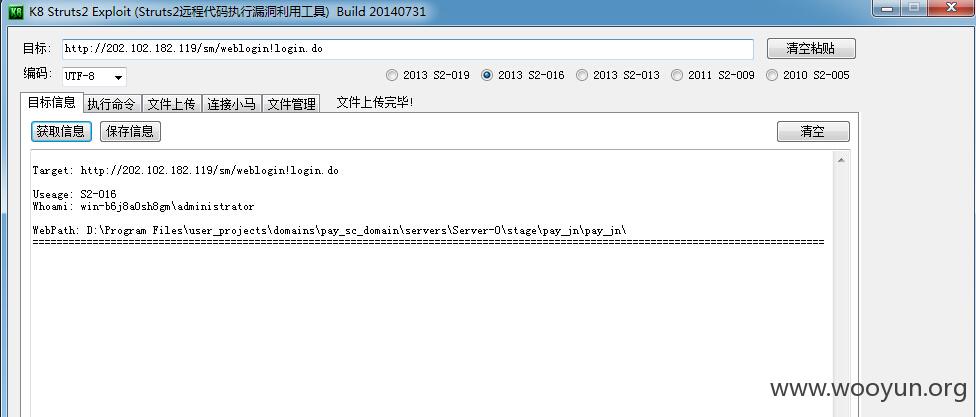 K8 Struts2 Exploit (Struts2远程代码执行漏洞利用工具) Build 20140731
目标: http://202.102.182.119/sm/weblogin!login.do 清空粘贴
编码: UTF-8 2013 S2-019 2013 S2-016 2013 S2-013 2011 S2-009 2010 S2-005
目标信息 执行命令 文件上传 连接小马 文件管理 文件上传完毕!
获取信息 保存信息 清空
Target: http://202.102.182.119/sm/weblogin!login.do
Useage: S2-016
Whoami: win-b6j8a0sh8gm\administrator
WebPath: D:\Program Files\user_projects\domains\pay_sc_domain\servers\Server-0\stage\pay_jn\pay_jn\
www.wooyun.org